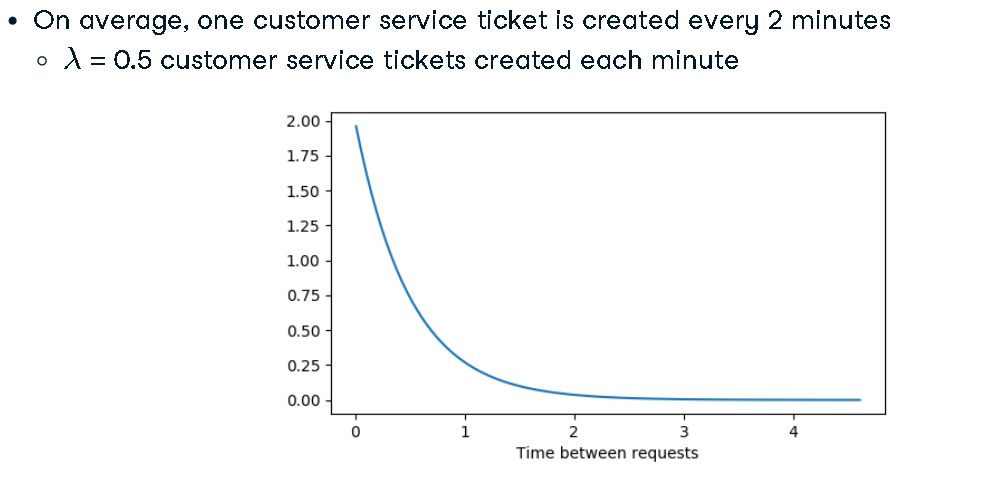 • On average, one customer service ticket is created every 2 minutes
○ λ = 0.5 customer service tickets created each minute
2.00
1.75
1.50
1.25
1.00
0.75
0.50
0.25
0.00
0 1 2 3 4
Time between requests